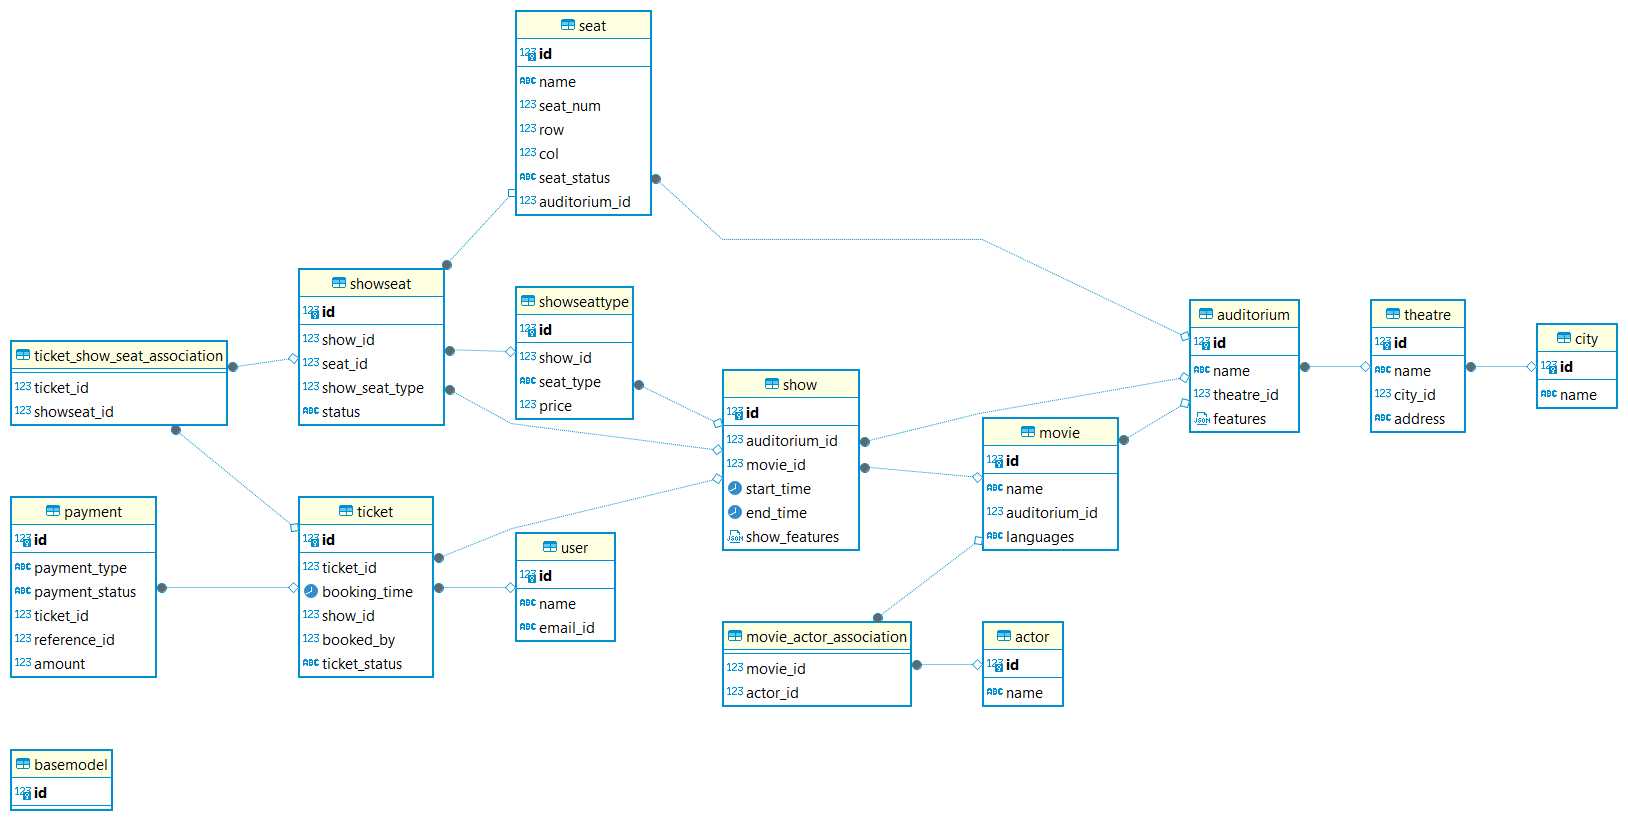 seat
id
name
seat_num
row
col
seat_status
auditorium_id
showseat
id
show_id
seat_id
show_seat_type
status
showseattype
id
show_id
seat_type
price
ticket_show_seat_association
ticket_id
showseat_id
show
id
auditorium_id
movie_id
start_time
end_time
show_features
movie
id
name
auditorium_id
languages
auditorium
id
name
theatre_id
features
theatre
id
name
city_id
address
city
id
name
payment
id
payment_type
payment_status
ticket_id
reference_id
amount
ticket
id
ticket_id
booking_time
show_id
booked_by
ticket_status
user
id
name
email_id
movie_actor_association
movie_id
actor_id
actor
id
name
basemodel
id